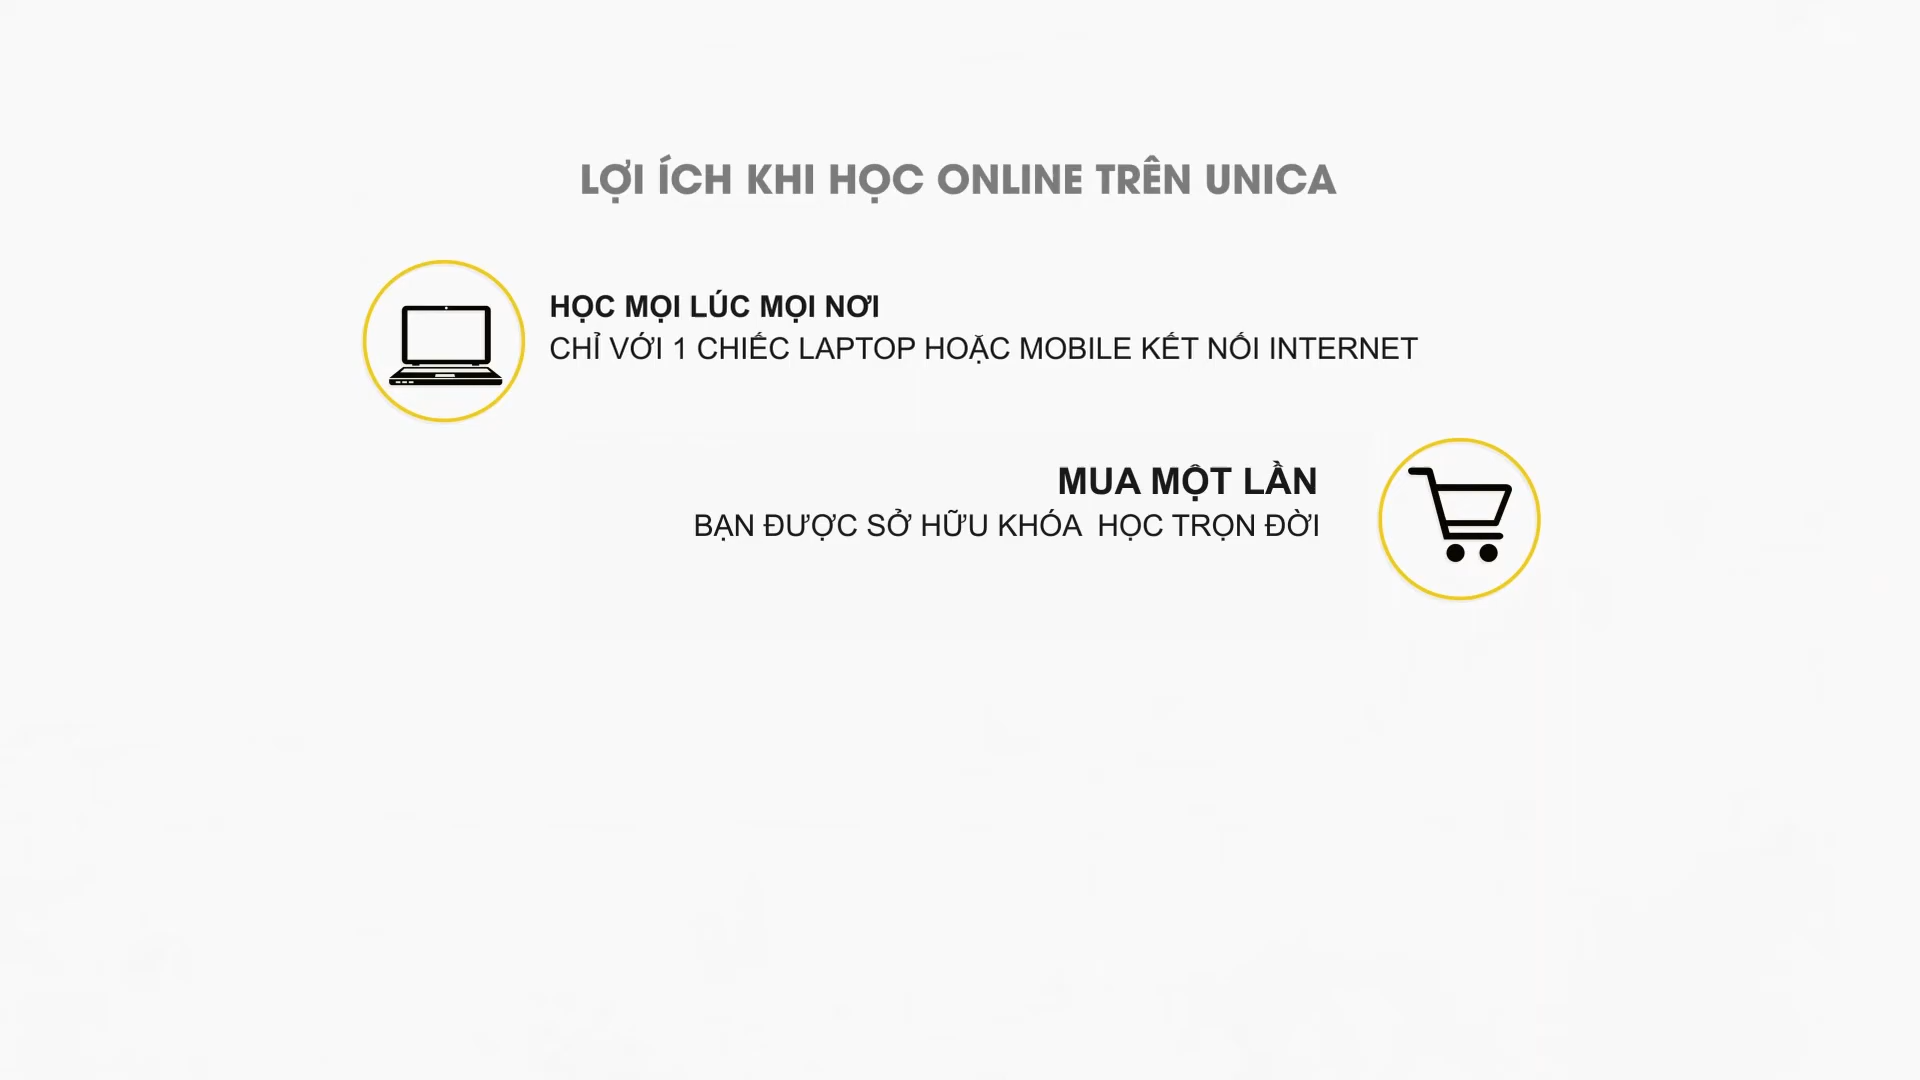 LỢI ÍCH KHI HỌC ONLINE TRÊN UNICA
HỌC MỌI LÚC MỌI NƠI
CHỈ VỚI 1 CHIẾC LAPTOP HOẶC MOBILE KẾT NỐI INTERNET
MUA MỘT LẦN
BẠN ĐƯỢC SỞ HỮU KHÓA  HỌC TRỌN ĐỜI